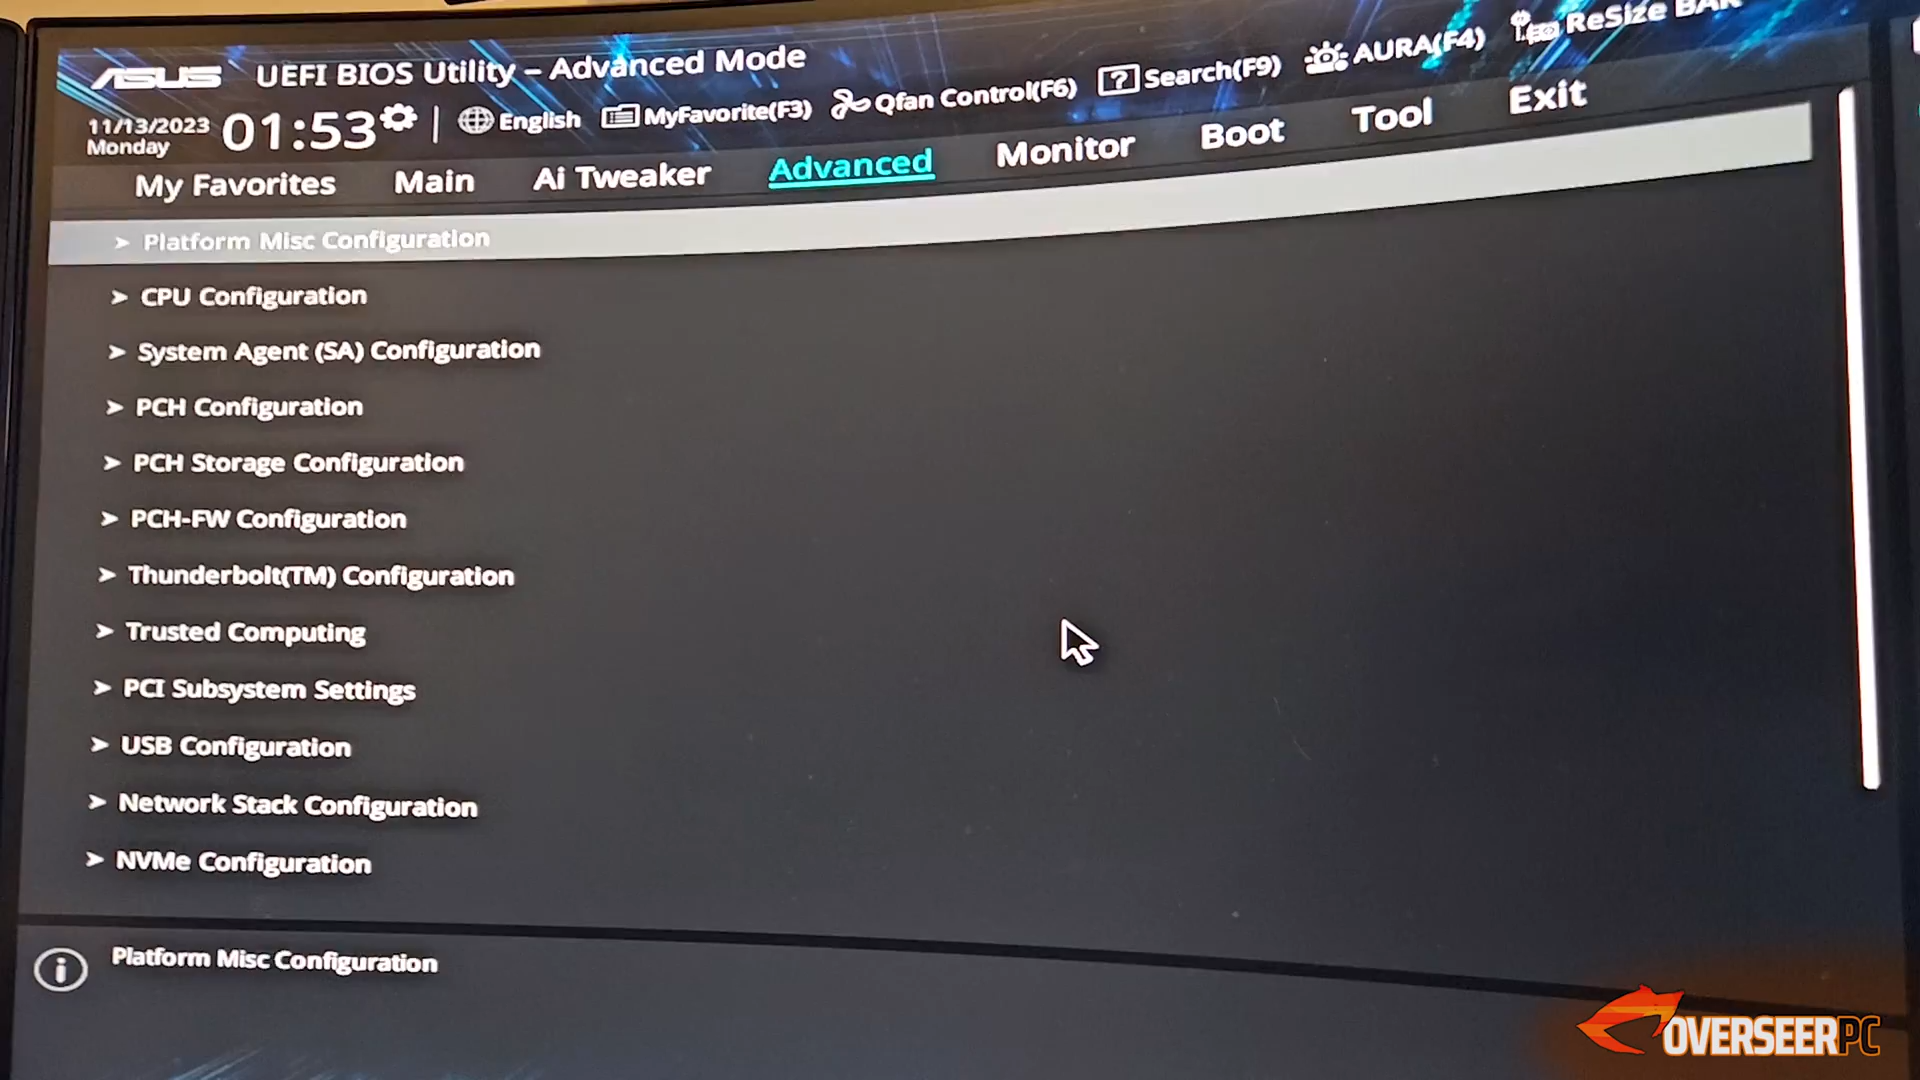 ASUS UEFI BIOS Utility – Advanced Mode
11/13/2023
Monday
01:53
English MyFavorite(F3) Qfan Control(F6) Search(F9) AURA(F4) ReSize BAR
My Favorites Main Ai Tweaker Advanced Monitor Boot Tool Exit
Platform Misc Configuration
CPU Configuration
System Agent (SA) Configuration
PCH Configuration
PCH Storage Configuration
PCH-FW Configuration
Thunderbolt(TM) Configuration
Trusted Computing
PCI Subsystem Settings
USB Configuration
Network Stack Configuration
NVMe Configuration
Platform Misc Configuration
OVERSEERPC